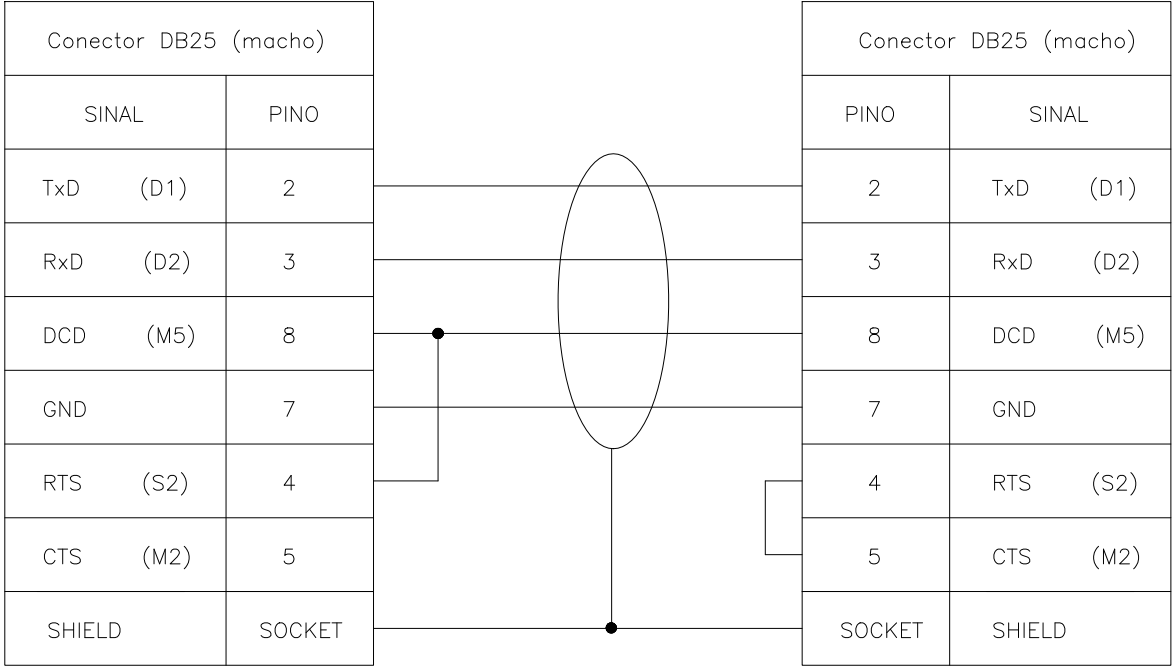 Conector DB25 (macho)
SINAL PINO
TxD (D1) 2
RxD (D2) 3
DCD (M5) 8
GND 7
RTS (S2) 4
CTS (M2) 5
SHIELD SOCKET
Conector DB25 (macho)
PINO SINAL
2 TxD (D1)
3 RxD (D2)
8 DCD (M5)
7 GND
4 RTS (S2)
5 CTS (M2)
SOCKET SHIELD